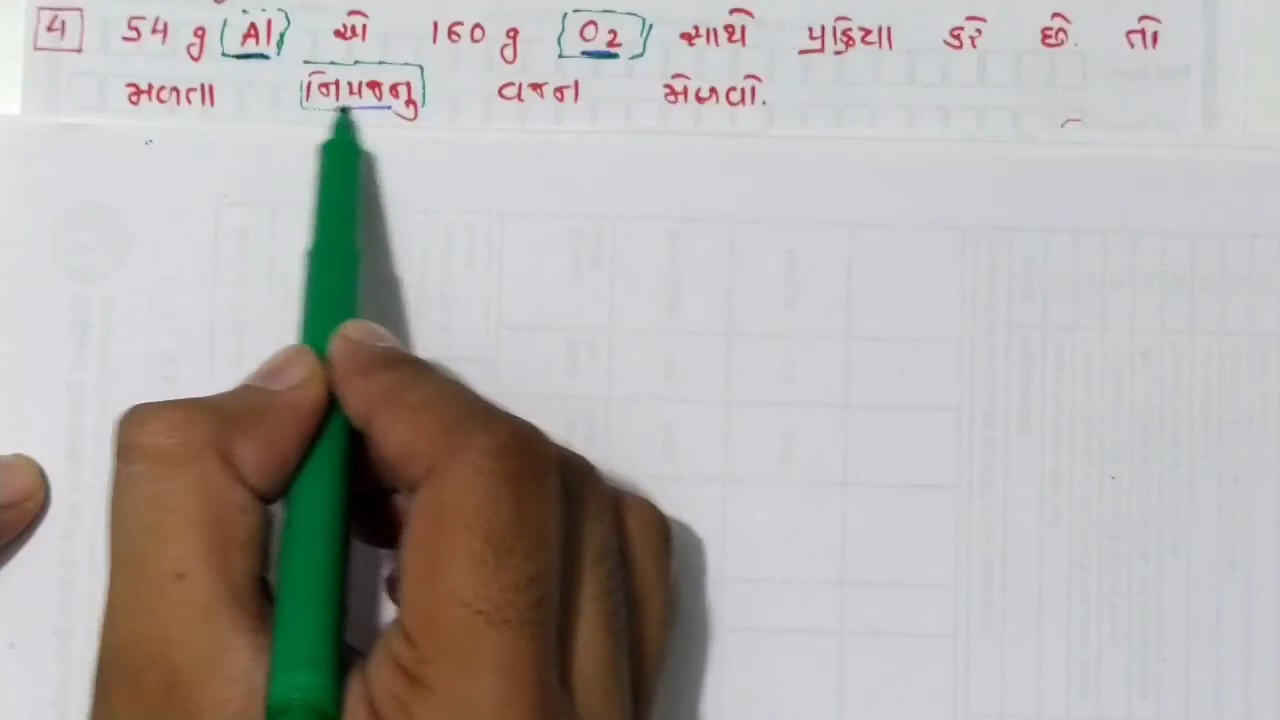 4 54 g Al એ 160 g O₂ સાથે પ્રક્રિયા કરે છે. તો
મળતા નિપજનુ વજન મેળવો.